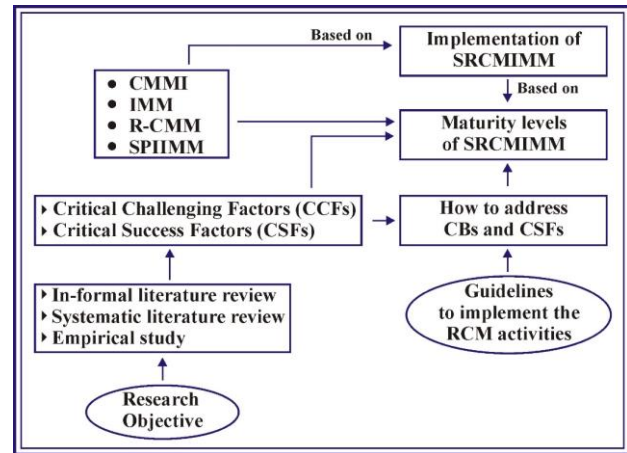 Based on
Implementation of
SRCMIMM
Based on
● CMMI
● IMM
● R-CMM
● SPIIMM
Maturity levels
of SRCMIMM
▸ Critical Challenging Factors (CCFs)
▸ Critical Success Factors (CSFs)
How to address
CBs and CSFs
▸ In-formal literature review
▸ Systematic literature review
▸ Empirical study
Guidelines
to implement the
RCM activities
Research
Objective